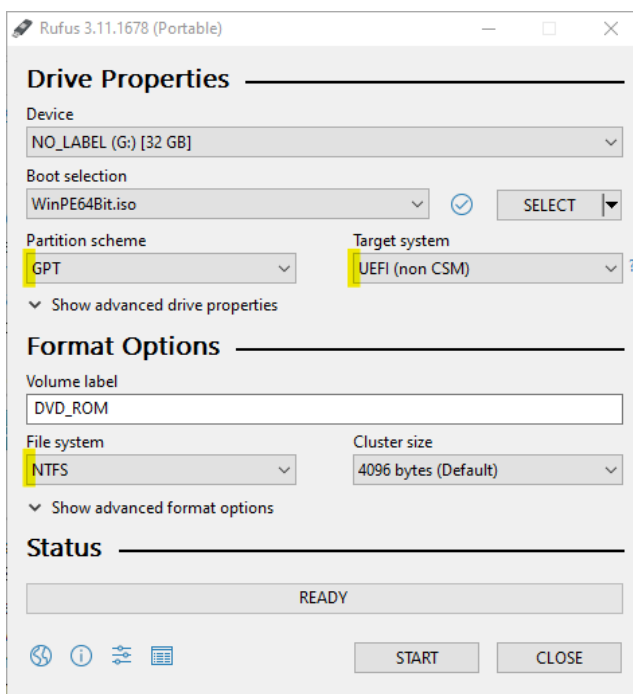 Rufus 3.11.1678 (Portable)
Drive Properties
Device
NO_LABEL (G:) [32 GB]
Boot selection
WinPE64Bit.iso
SELECT
Partition scheme
Target system
GPT
UEFI (non CSM)
?
Show advanced drive properties
Format Options
Volume label
DVD_ROM
File system
Cluster size
NTFS
4096 bytes (Default)
Show advanced format options
Status
READY
START
CLOSE